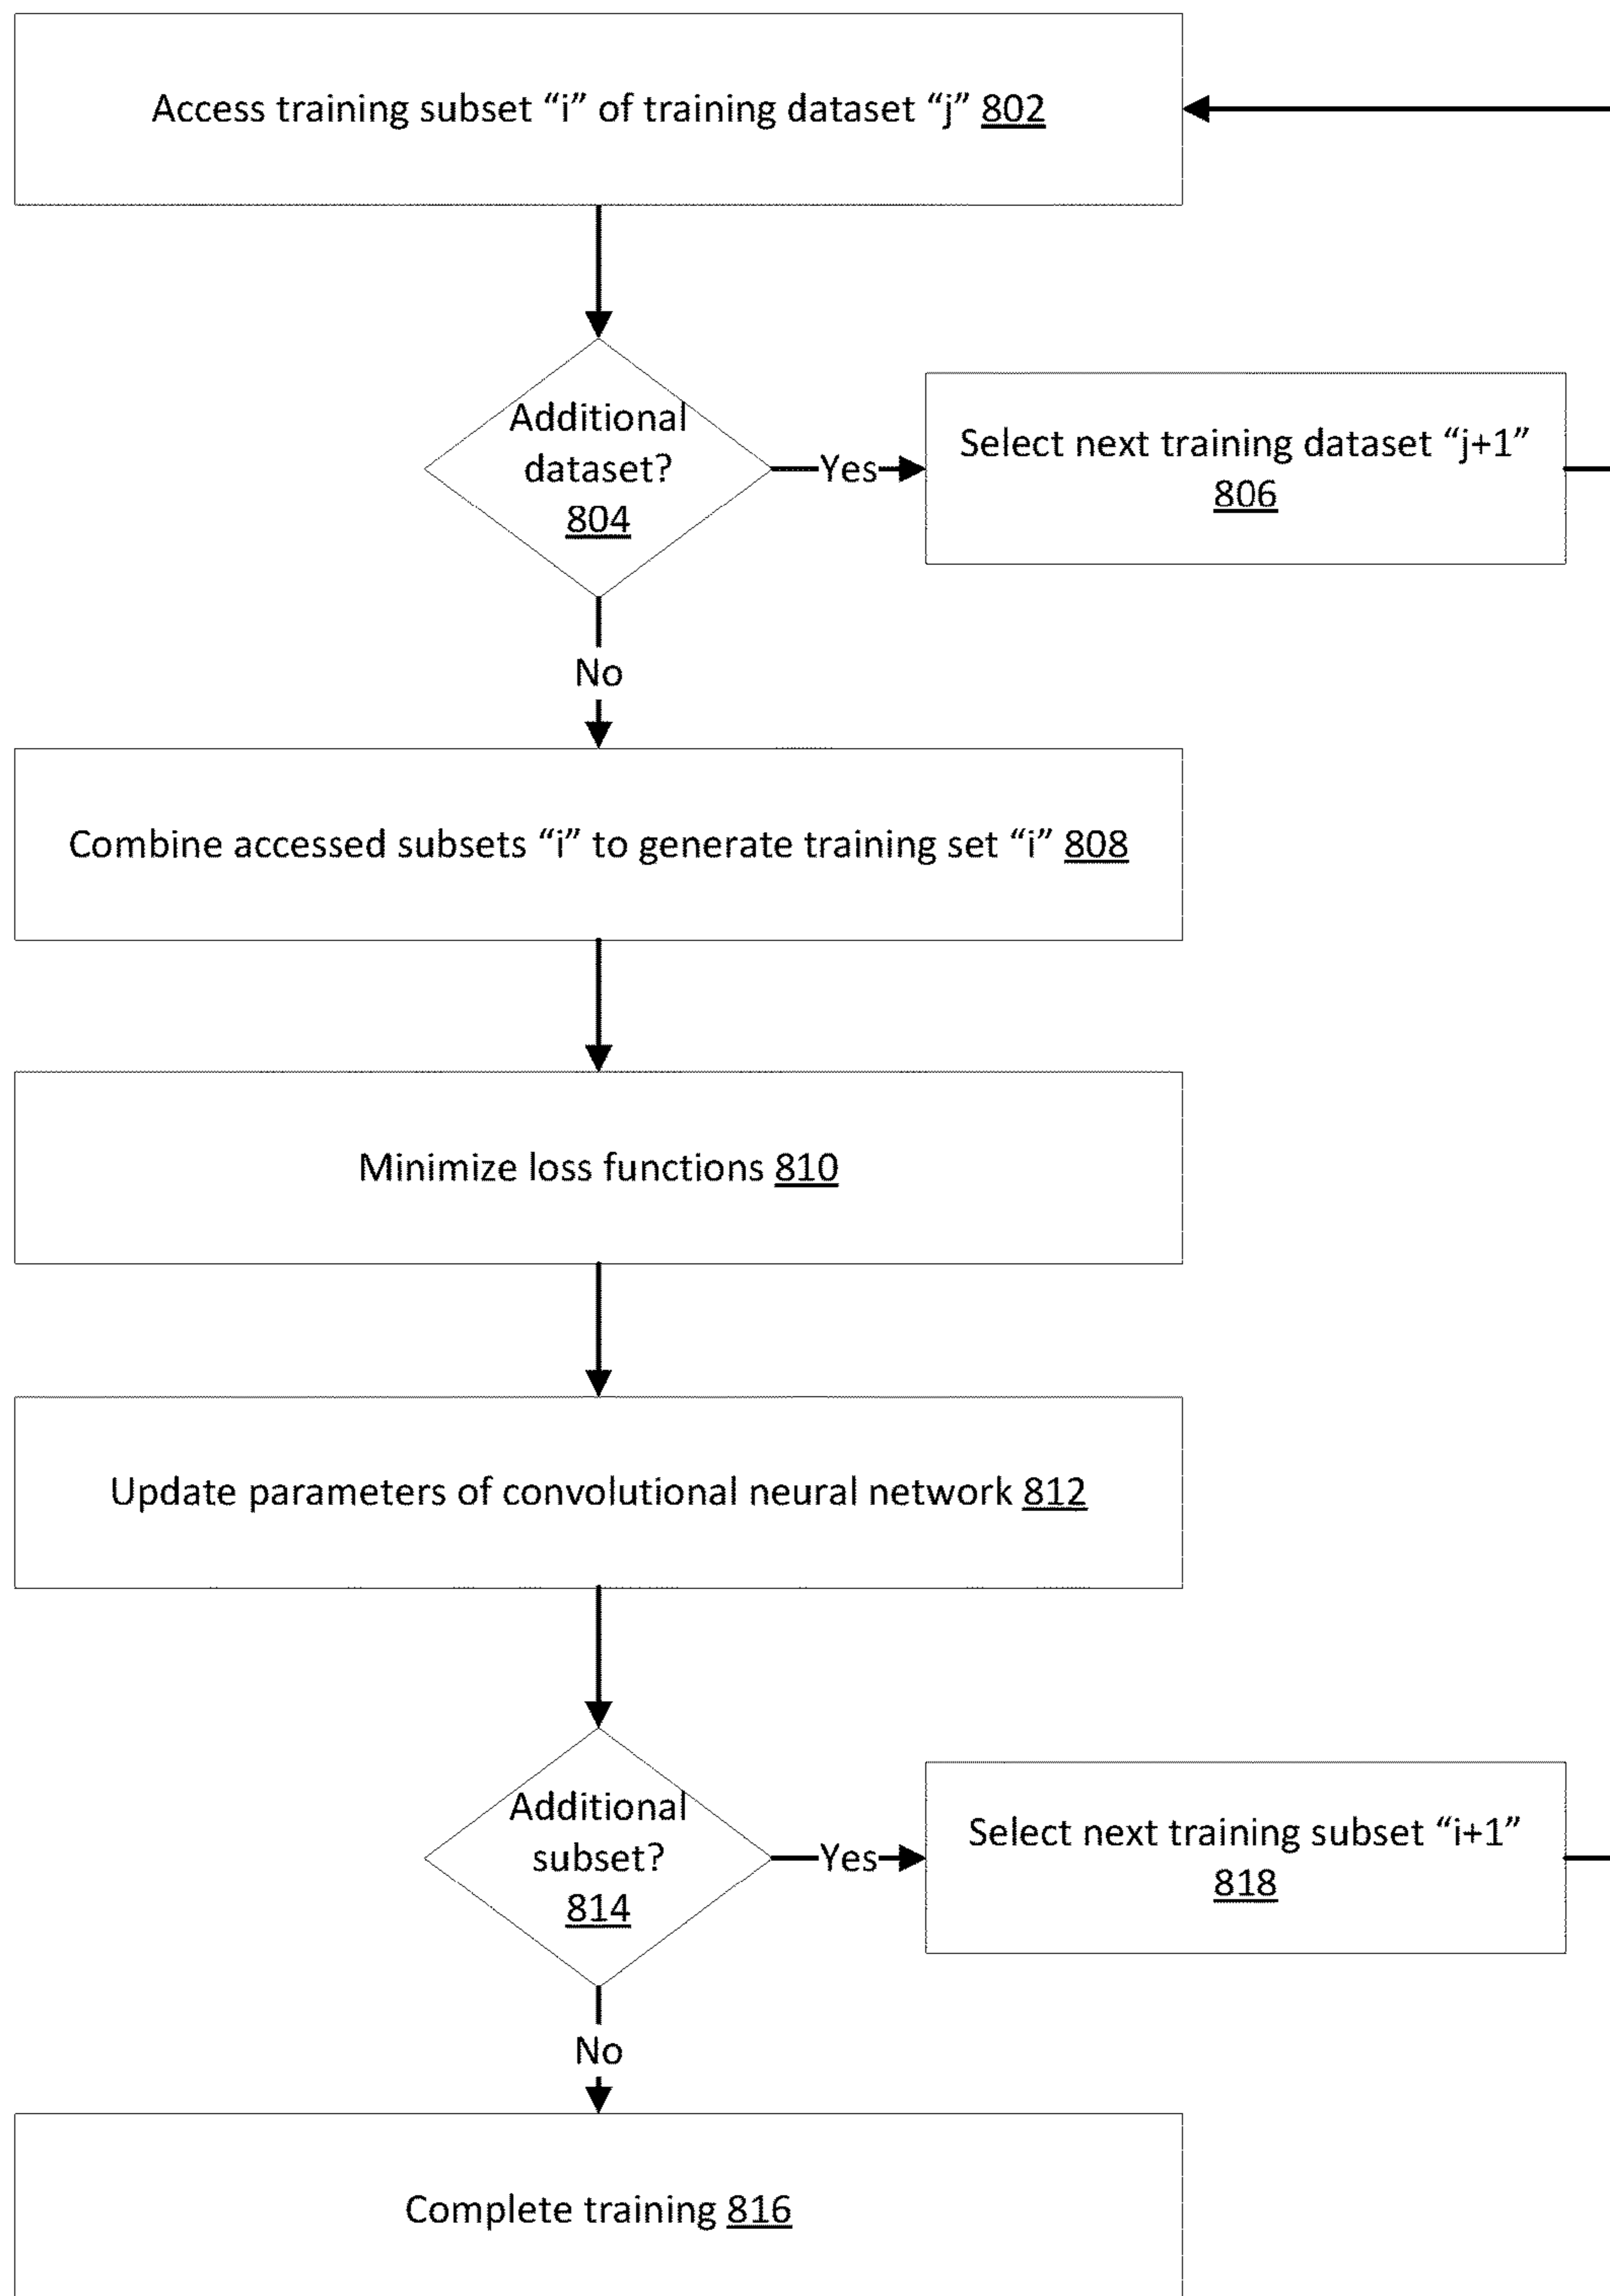 Access training subset “i” of training dataset “j” 802
Additional
dataset?
804
Yes
Select next training dataset “j+1”
806
No
Combine accessed subsets “i” to generate training set “i” 808
Minimize loss functions 810
Update parameters of convolutional neural network 812
Additional
subset?
814
Yes
Select next training subset “i+1”
818
No
Complete training 816